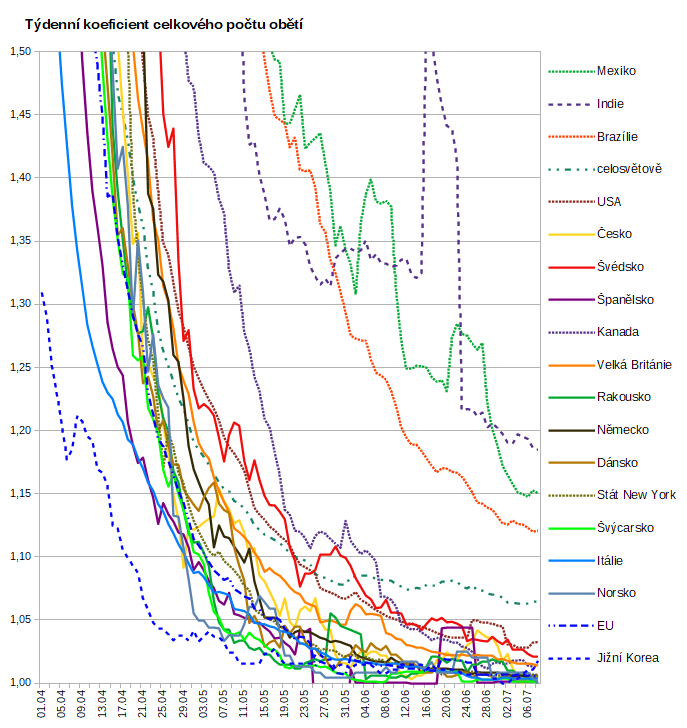 Týdenní koeficient celkového počtu obětí
1,50
1,45
1,40
1,35
1,30
1,25
1,20
1,15
1,10
1,05
1,00
01.04
05.04
09.04
13.04
17.04
21.04
25.04
29.04
03.05
07.05
11.05
15.05
19.05
23.05
27.05
31.05
04.06
08.06
12.06
16.06
20.06
24.06
28.06
02.07
06.07
Mexiko
Indie
Brazílie
celosvětově
USA
Česko
Švédsko
Španělsko
Kanada
Velká Británie
Rakousko
Německo
Dánsko
Stát New York
Švýcarsko
Itálie
Norsko
EU
Jižní Korea